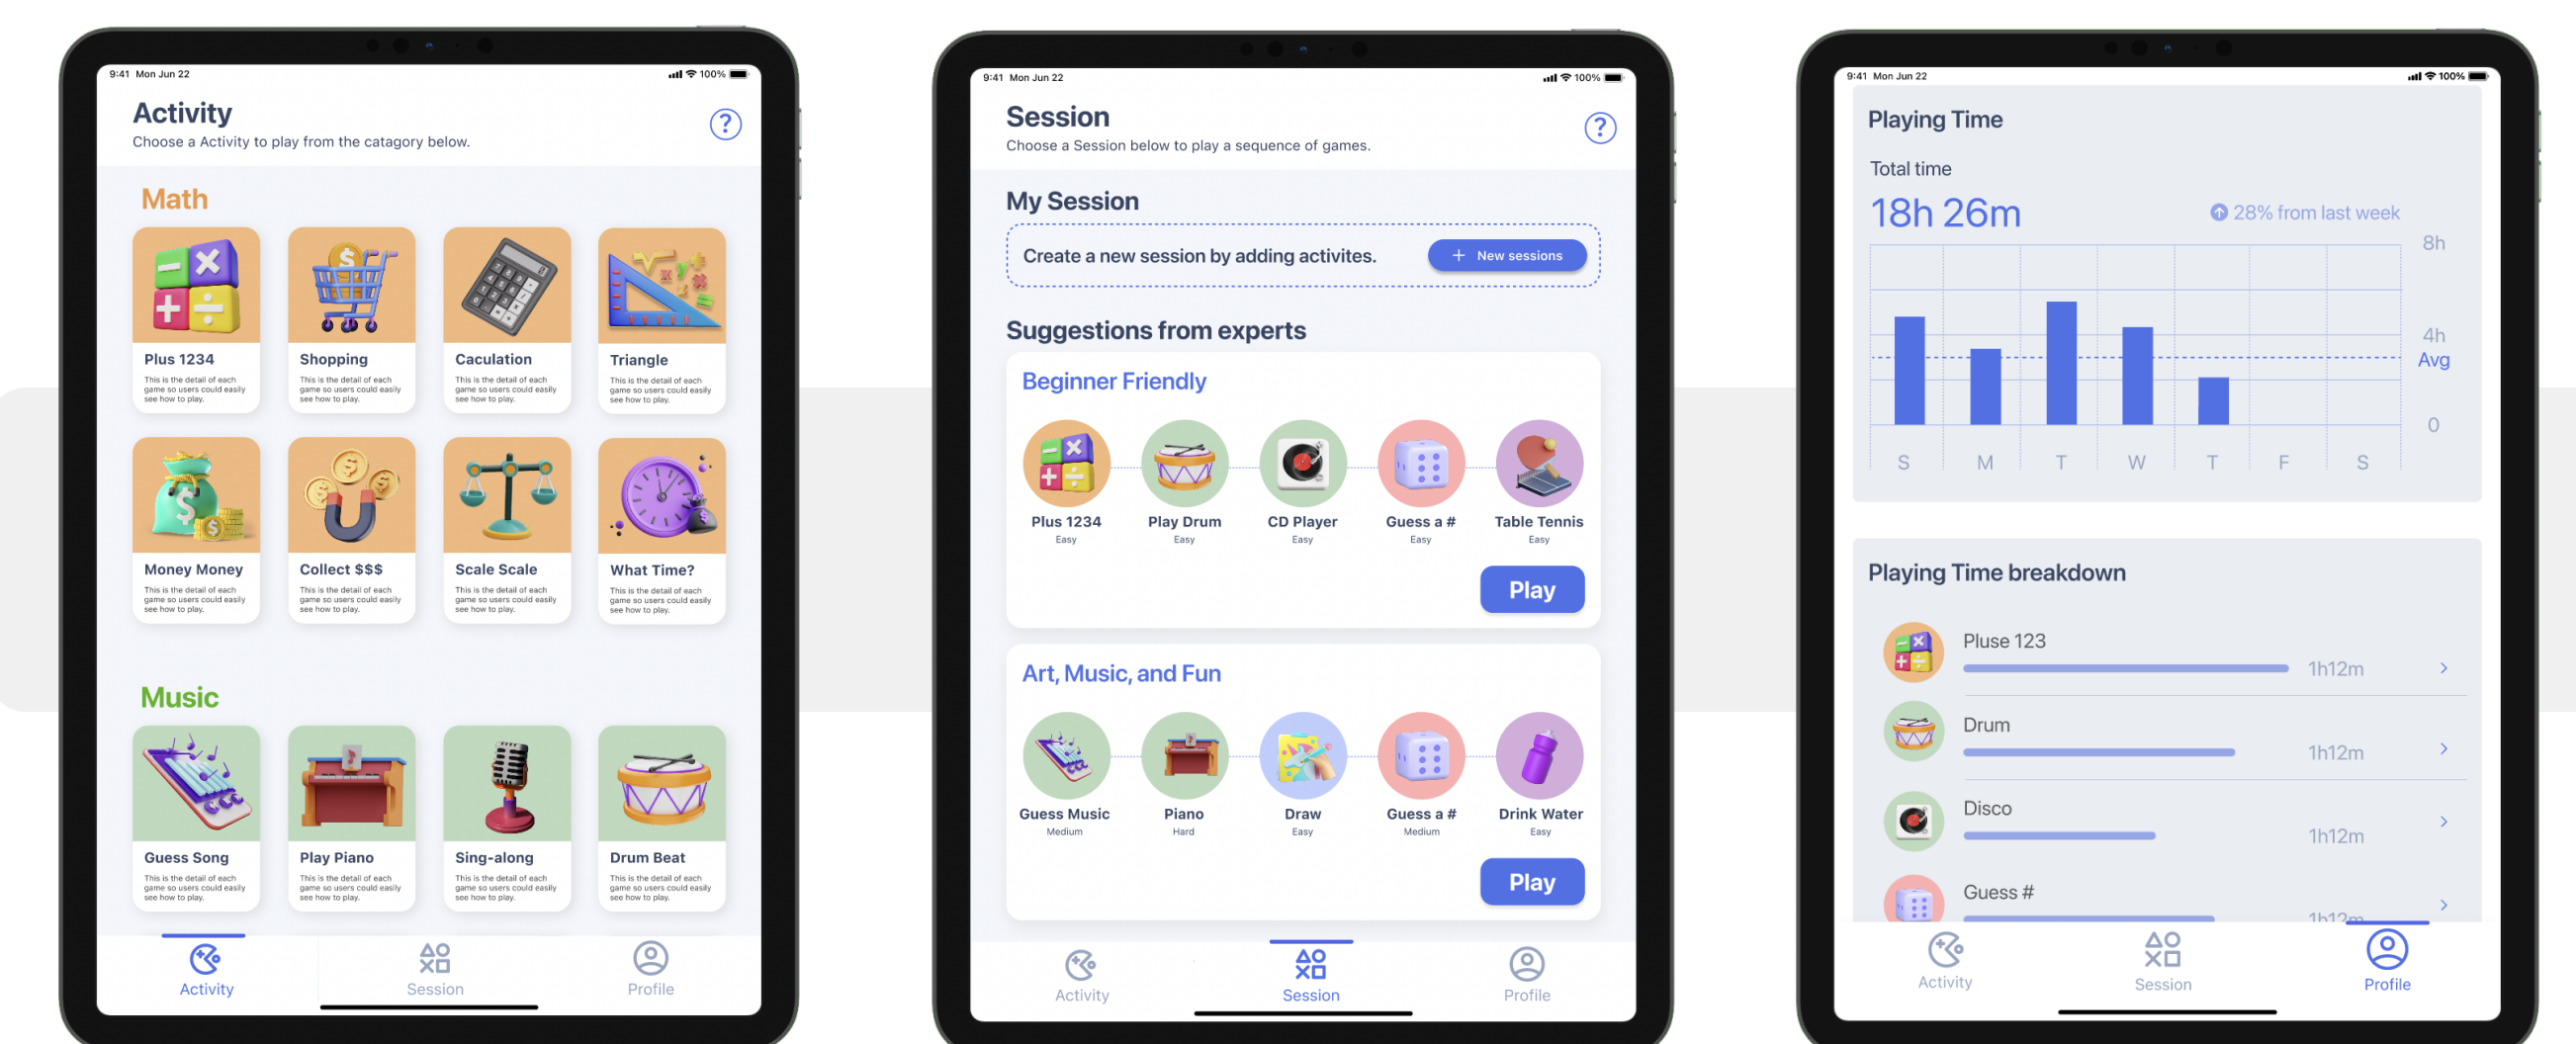 9:41 Mon Jun 22
100%
Activity
Choose a Activity to play from the catagory below.
?
Math
Plus 1234
This is the detail of each
game so users could easily
see how to play.
Shopping
This is the detail of each
game so users could easily
see how to play.
Caculation
This is the detail of each
game so users could easily
see how to play.
Triangle
This is the detail of each
game so users could easily
see how to play.
Money Money
This is the detail of each
game so users could easily
see how to play.
Collect $$$
This is the detail of each
game so users could easily
see how to play.
Scale Scale
This is the detail of each
game so users could easily
see how to play.
What Time?
This is the detail of each
game so users could easily
see how to play.
Music
Guess Song
This is the detail of each
game so users could easily
see how to play.
Play Piano
This is the detail of each
game so users could easily
see how to play.
Sing-along
This is the detail of each
game so users could easily
see how to play.
Drum Beat
This is the detail of each
game so users could easily
see how to play.
Activity
Session
Profile
9:41 Mon Jun 22
100%
Session
Choose a Session below to play a sequence of games.
?
My Session
Create a new session by adding activites.
+ New sessions
Suggestions from experts
Beginner Friendly
Plus 1234
Easy
Play Drum
Easy
CD Player
Easy
Guess a #
Easy
Table Tennis
Easy
Play
Art, Music, and Fun
Guess Music
Medium
Piano
Hard
Draw
Easy
Guess a #
Medium
Drink Water
Easy
Play
Activity
Session
Profile
9:41 Mon Jun 22
100%
Playing Time
Total time
18h 26m
28% from last week
8h
4h
Avg
0
S M T W T F S
Playing Time breakdown
Pluse 123
1h12m
Drum
1h12m
Disco
1h12m
Guess #
1h12m
Activity
Session
Profile